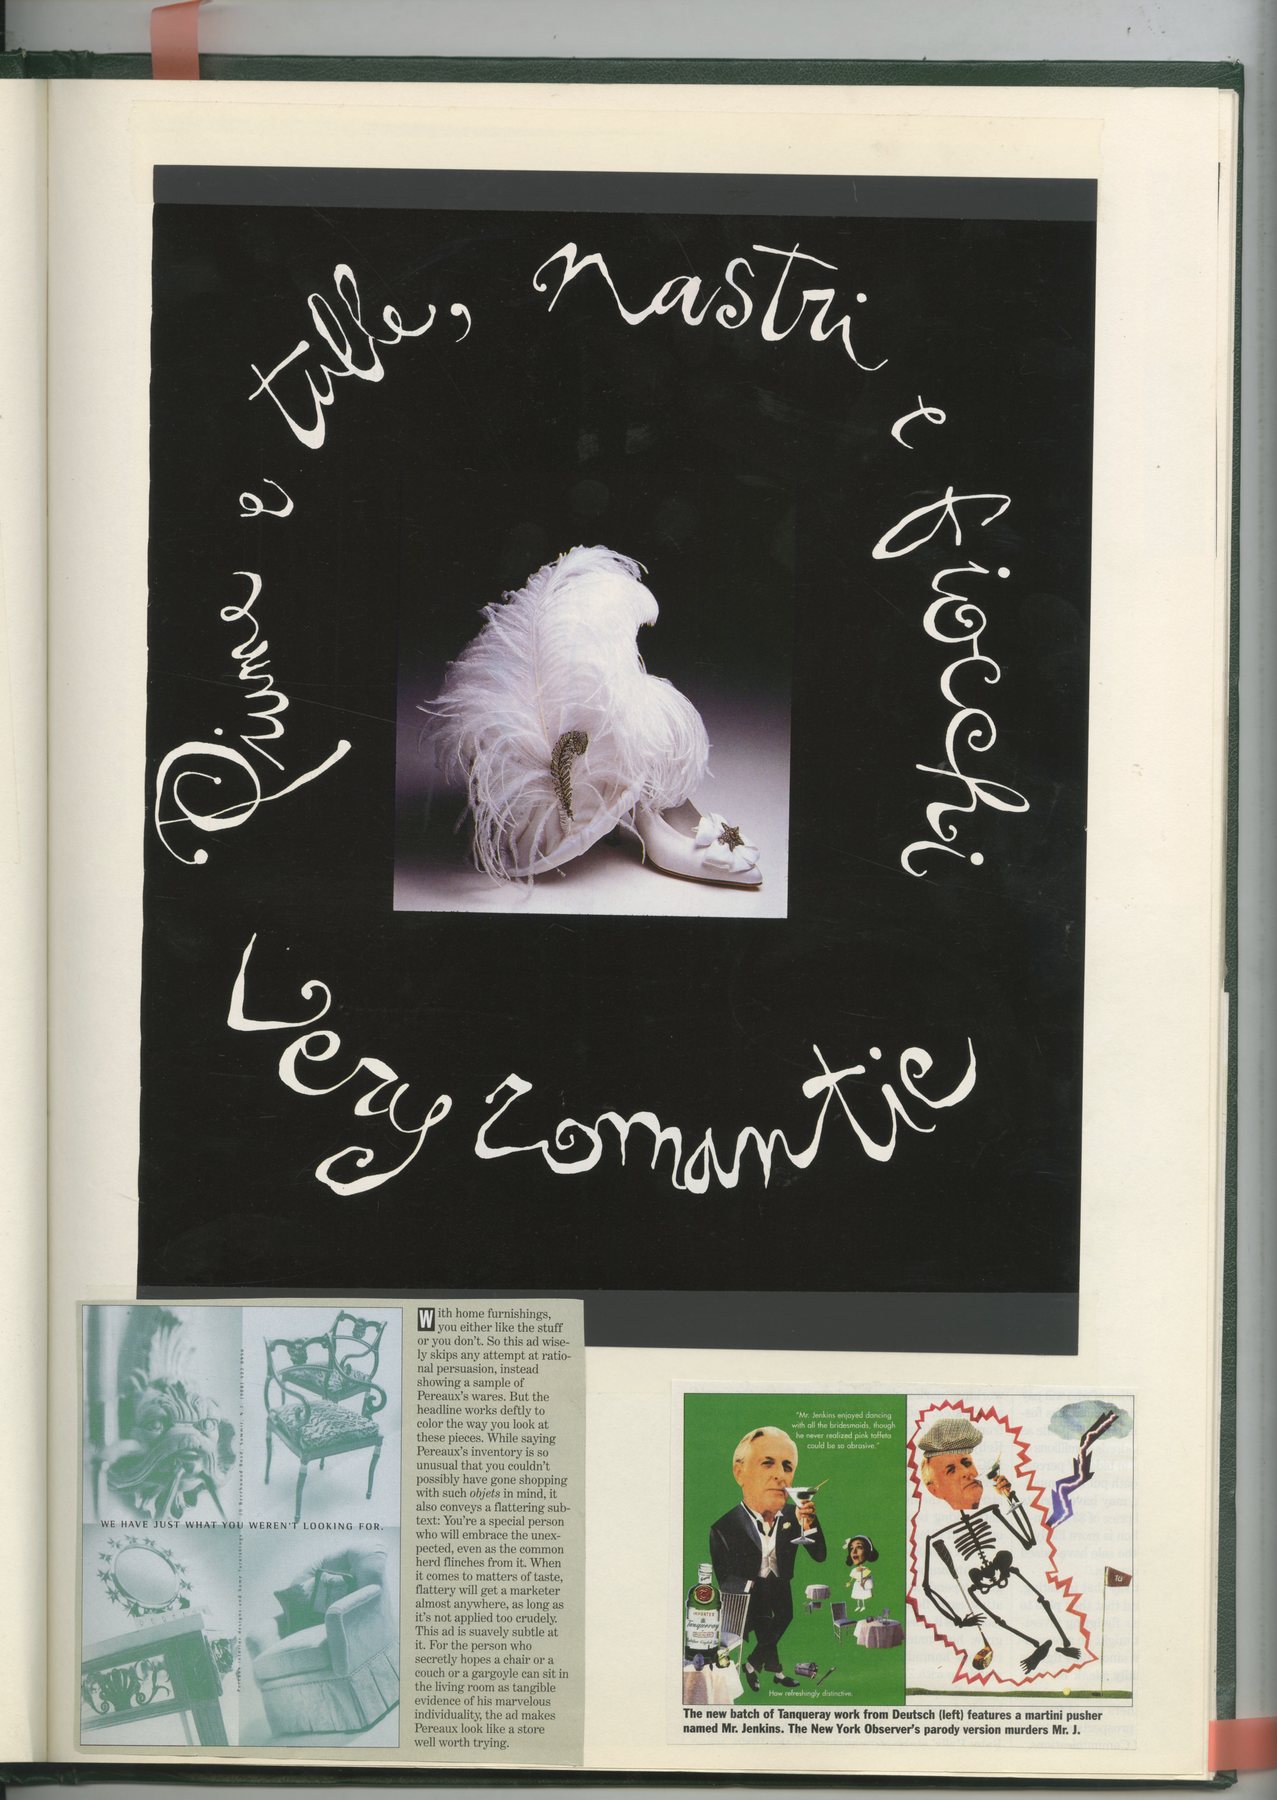 Piume e tulle, nastri e fiocchi
Very romantic
WE HAVE JUST WHAT YOU WEREN'T LOOKING FOR.
With home furnishings,
you either like the stuff
or you don't. So this ad wise-
ly skips any attempt at ratio-
nal persuasion, instead
showing a sample of
Pereaux's wares. But the
headline works deftly to
color the way you look at
these pieces. While saying
Pereaux's inventory is so
unusual that you couldn't
possibly have gone shopping
with such objets in mind, it
also conveys a flattering sub-
text: You're a special person
who will embrace the unex-
pected, even as the common
herd flinches from it. When
it comes to matters of taste,
flattery will get a marketer
almost anywhere, as long as
it's not applied too crudely.
This ad is suavely subtle at
it. For the person who
secretly hopes a chair or a
couch or a gargoyle can sit in
the living room as tangible
evidence of his marvelous
individuality, the ad makes
Pereaux look like a store
well worth trying.
"Mr. Jenkins enjoyed dancing
with all the bridesmaids, though
he never realized pink taffeta
could be so abrasive."
IMPORTED
Tanqueray
How refreshingly distinctive.
The new batch of Tanqueray work from Deutsch (left) features a martini pusher
named Mr. Jenkins. The New York Observer's parody version murders Mr. J.